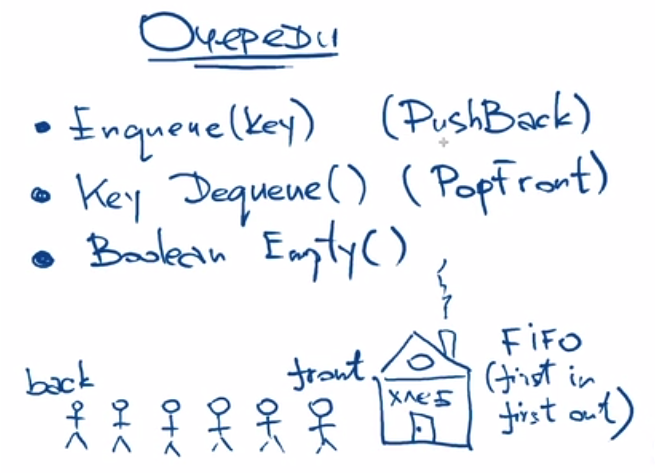 Очереди
• Enqueue(key) (PushBack)
• Key Dequeue() (PopFront)
• Boolean Empty()
back
front
хлеб
FiFo
(first in
first out)